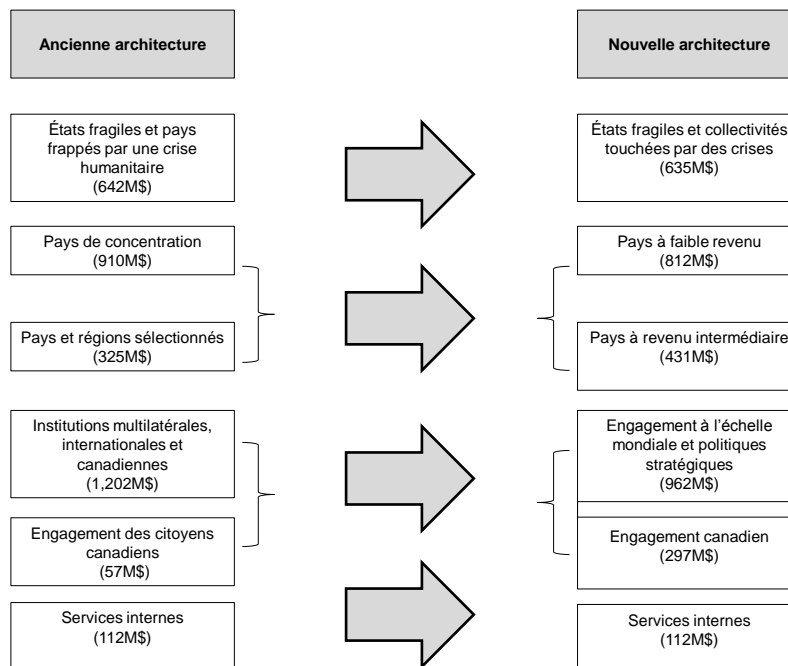 Ancienne architecture
Nouvelle architecture
États fragiles et pays
frappés par une crise
humanitaire
(642M$)
États fragiles et collectivités
touchées par des crises
(635M$)
Pays de concentration
(910M$)
Pays à faible revenu
(812M$)
Pays et régions sélectionnés
(325M$)
Pays à revenu intermédiaire
(431M$)
Institutions multilatérales,
internationales et
canadiennes
(1,202M$)
Engagement à l'échelle
mondiale et politiques
stratégiques
(962M$)
Engagement des citoyens
canadiens
(57M$)
Engagement canadien
(297M$)
Services internes
(112M$)
Services internes
(112M$)